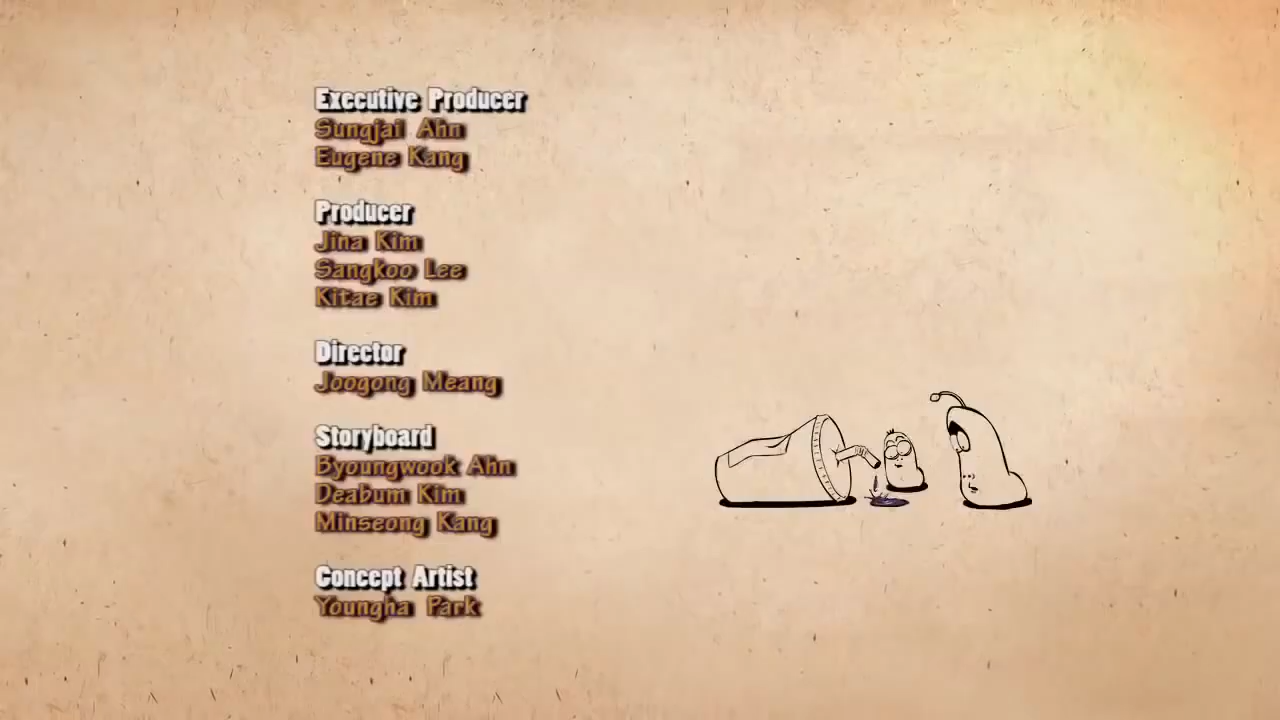 Executive Producer
Sungjai Ahn
Eugene Kang
Producer
Jina Kim
Sangkoo Lee
Kitae Kim
Director
Joogong Meang
Storyboard
Byoungwook Ahn
Deabum Kim
Minseong Kang
Concept Artist
Youngha Park